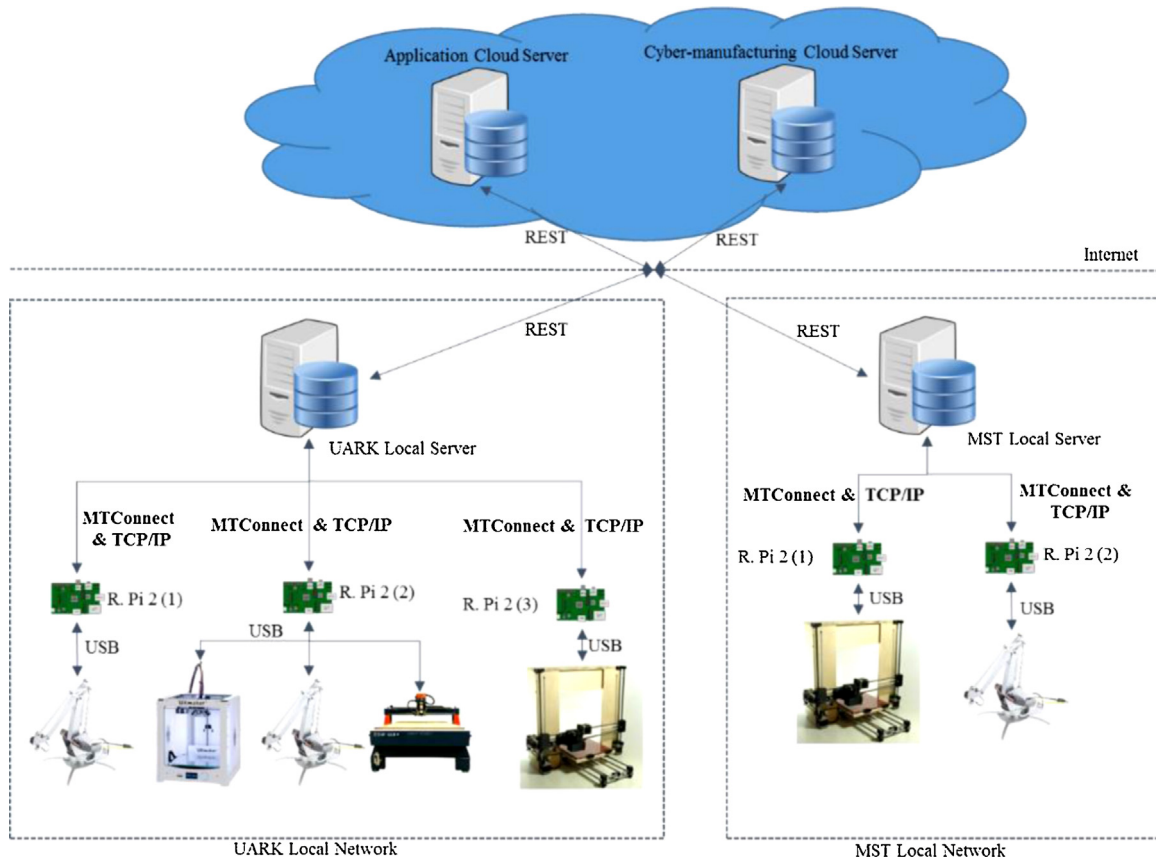 Application Cloud Server
Cyber-manufacturing Cloud Server
REST
REST
Internet
REST
REST
UARK Local Server
MST Local Server
MTConnect
& TCP/IP
MTConnect & TCP/IP
MTConnect & TCP/IP
MTConnect & TCP/IP
MTConnect &
TCP/IP
R. Pi 2 (1)
R. Pi 2 (2)
R. Pi 2 (3)
R. Pi 2 (1)
R. Pi 2 (2)
USB
USB
USB
USB
USB
UARK Local Network
MST Local Network